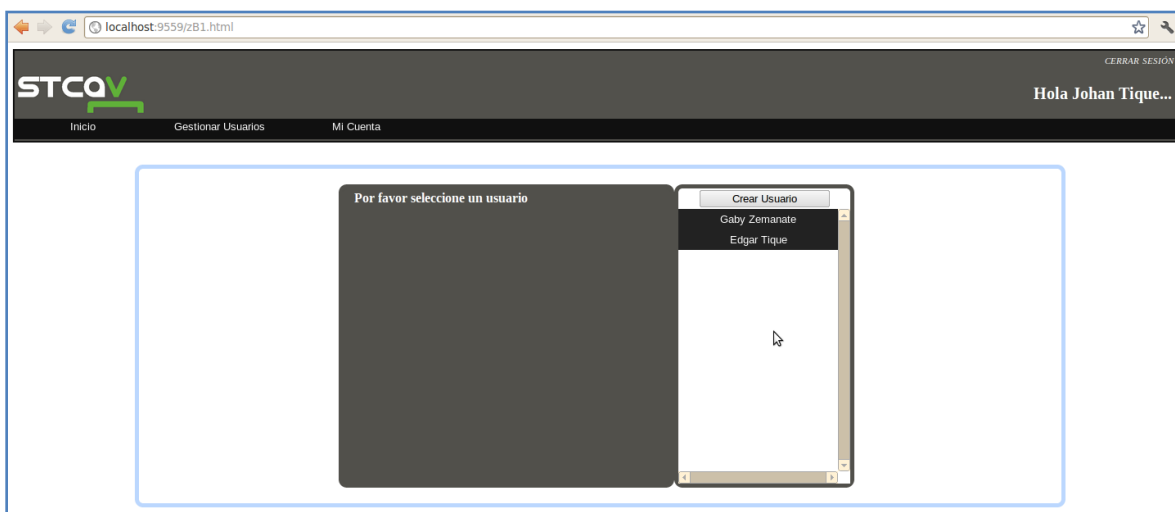 localhost:9559/zB1.html
CERRAR SESIÓN
STCAV
Hola Johan Tique...
Inicio Gestionar Usuarios Mi Cuenta
Por favor seleccione un usuario
Crear Usuario
Gaby Zemanate
Edgar Tique